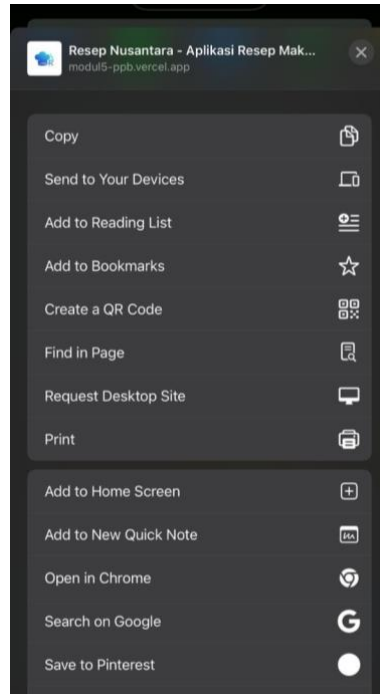 Resep Nusantara - Aplikasi Resep Mak...
modul5-ppb.vercel.app
Copy
Send to Your Devices
Add to Reading List
Add to Bookmarks
Create a QR Code
Find in Page
Request Desktop Site
Print
Add to Home Screen
Add to New Quick Note
Open in Chrome
Search on Google
Save to Pinterest